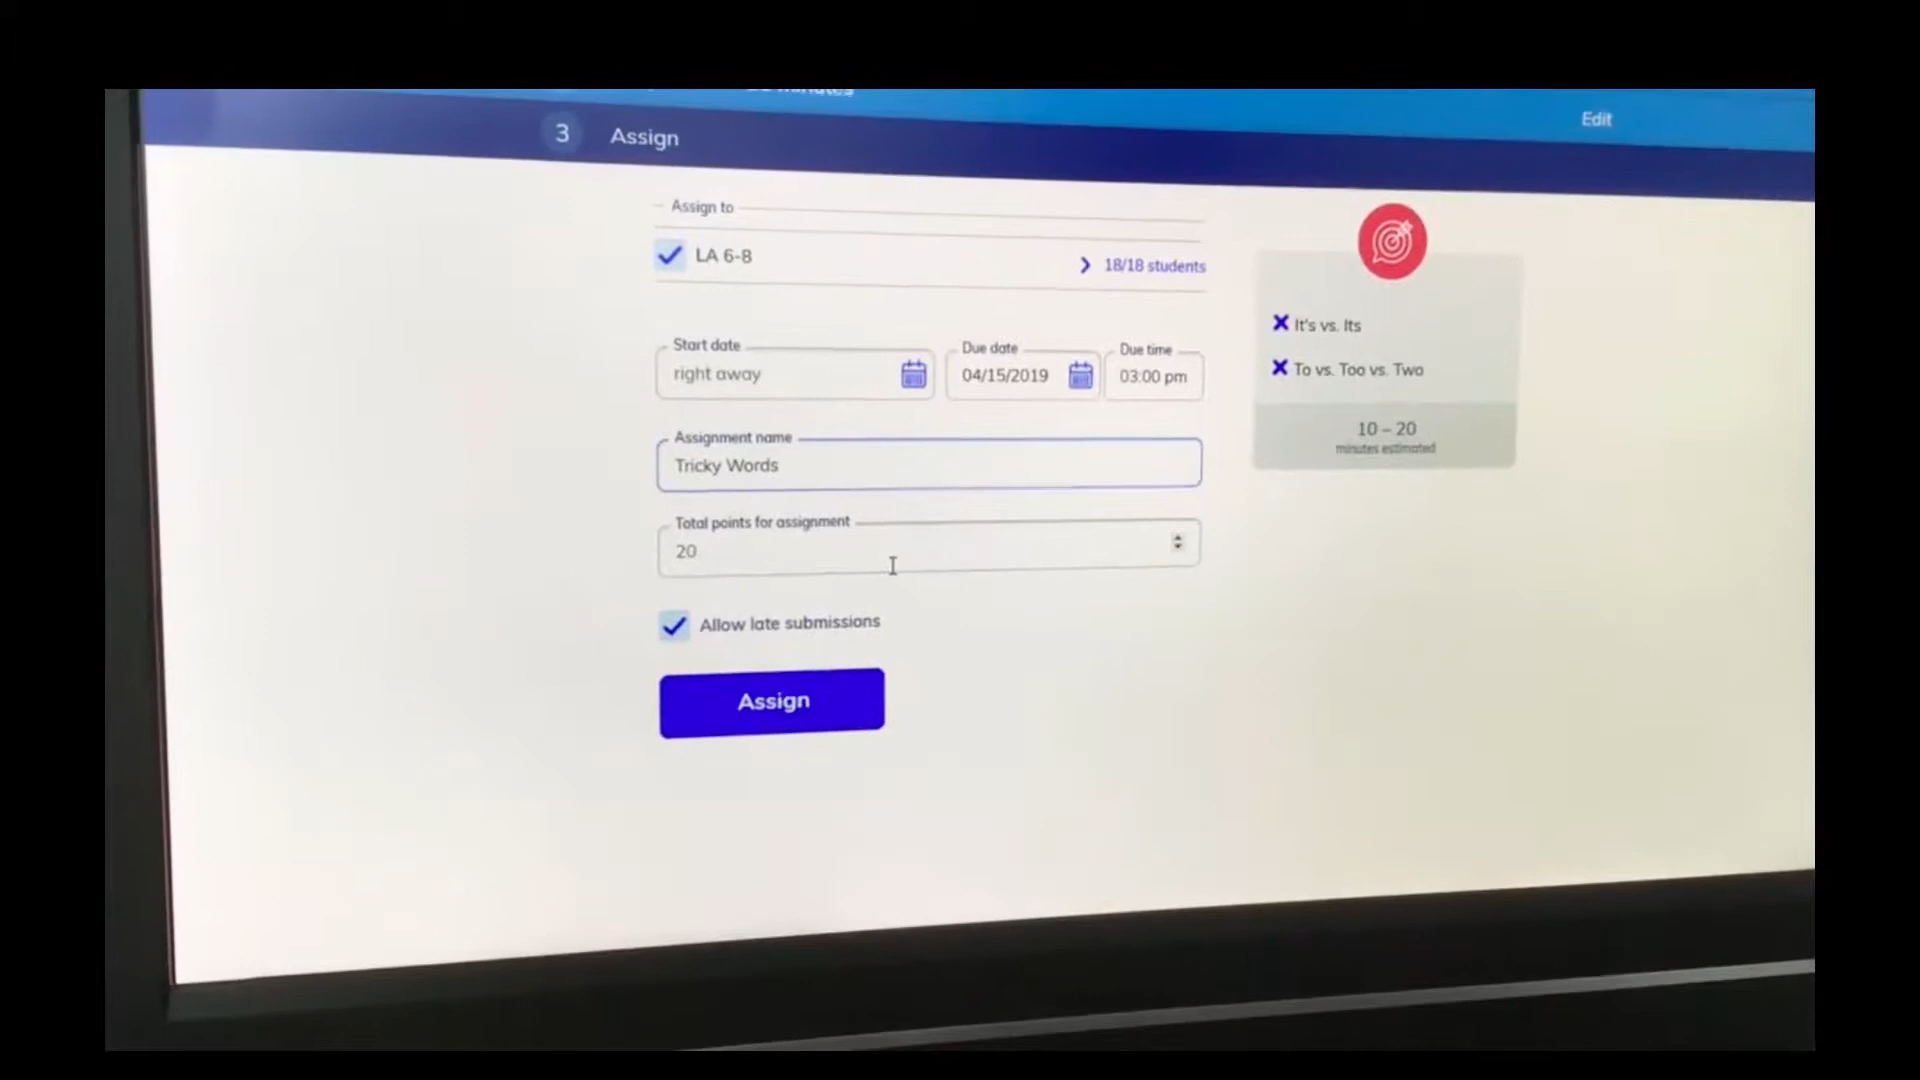 Edit
3 Assign
Assign to
LA 6-8
18/18 students
Start date
right away
Due date
04/15/2019
Due time
03:00 pm
Assignment name
Tricky Words
Total points for assignment
20
Allow late submissions
Assign
It's vs. Its
To vs. Too vs. Two
10 – 20
minutes estimated